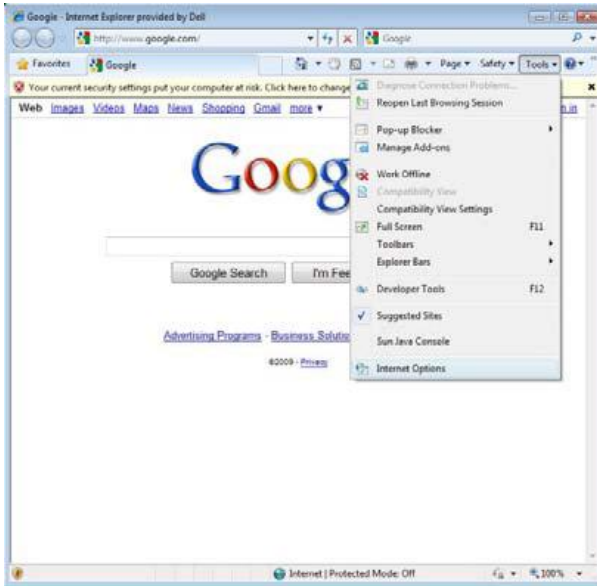 Google - Internet Explorer provided by Dell
http://www.google.com/
Google
Favorites
Google
Page
Safety
Tools
Your current security settings put your computer at risk. Click here to change
Web Images Videos Maps News Shopping Gmail more ▼
Google Search
I'm Fee
Advertising Programs - Business Solutio
©2009 - Privacy
Diagnose Connection Problems...
Reopen Last Browsing Session
Pop-up Blocker
Manage Add-ons
Work Offline
Compatibility View
Compatibility View Settings
Full Screen F11
Toolbars
Explorer Bars
Developer Tools F12
Suggested Sites
Sun Java Console
Internet Options
Internet | Protected Mode: Off
100%